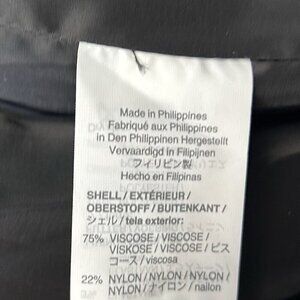 Made in Philippines
Fabriqué aux Philippines
in Den Philippinen Hergestellt
Vervaardigd in Filipijnen
フィリピン製
Hecho en Filipinas
SHELL / EXTÉRIEUR /
OBERSTOFF / BUITENKANT /
シェル / tela exterior:
75% VISCOSE / VISCOSE /
VISKOSE / VISCOSE / ビス
コース / viscosa
22% NYLON / NYLON / NYLON /
NYLON / ナイロン / nailon